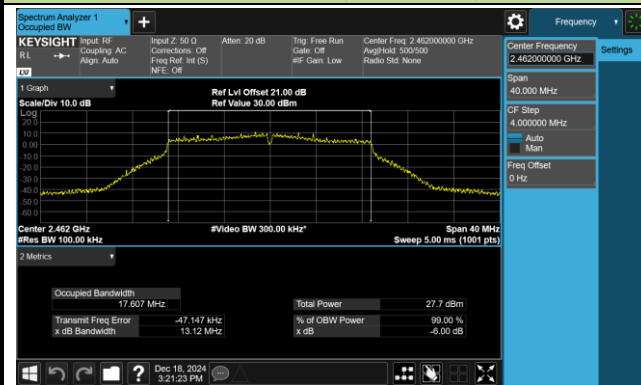 Spectrum Analyzer 1
Occupied BW
+
Frequency
KEYSIGHT
RL
LXI
Input: RF
Coupling: AC
Align: Auto
Input Z: 50 Ω
Corrections: Off
Freq Ref: Int (S)
NFE: Off
Atten: 20 dB
Trig: Free Run
Gate: Off
#IF Gain: Low
Center Freq: 2.462000000 GHz
Avg|Hold: 500/500
Radio Std: None
Center Frequency
2.462000000 GHz
Settings
Span
40.000 MHz
CF Step
4.000000 MHz
Auto
Man
Freq Offset
0 Hz
1 Graph
Scale/Div 10.0 dB
Ref Lvl Offset 21.00 dB
Ref Value 30.00 dBm
Log
20.0
10.0
0.00
-10.0
-20.0
-30.0
-40.0
-50.0
-60.0
Center 2.462 GHz
#Res BW 100.00 kHz
#Video BW 300.00 kHz*
Span 40 MHz
Sweep 5.00 ms (1001 pts)
2 Metrics
Occupied Bandwidth
17.607 MHz
Total Power 27.7 dBm
Transmit Freq Error -47.147 kHz
% of OBW Power 99.00 %
x dB Bandwidth 13.12 MHz
x dB -6.00 dB
?
Dec 18, 2024
3:21:23 PM